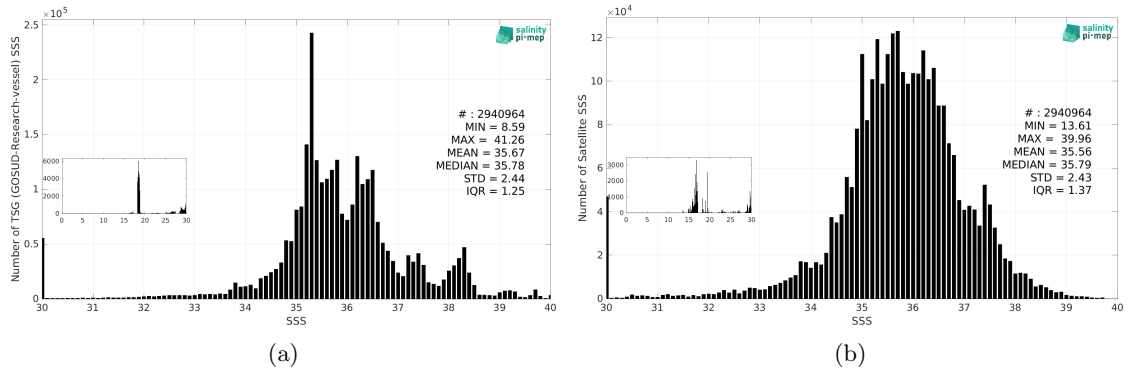 ×10⁵
2.5
2
1.5
1
0.5
0
Number of TSG (GOSUD-Research-vessel) SSS
30 31 32 33 34 35 36 37 38 39 40
SSS
salinity
pi-mep
# : 2940964
MIN = 8.59
MAX = 41.26
MEAN = 35.67
MEDIAN = 35.78
STD = 2.44
IQR = 1.25
6000
4000
2000
0
0 5 10 15 20 25 30
(a)
×10⁴
12
10
8
6
4
2
0
Number of Satellite SSS
30 31 32 33 34 35 36 37 38 39 40
SSS
salinity
pi-mep
# : 2940964
MIN = 13.61
MAX = 39.96
MEAN = 35.56
MEDIAN = 35.79
STD = 2.43
IQR = 1.37
3000
2000
1000
0
0 5 10 15 20 25 30
(b)